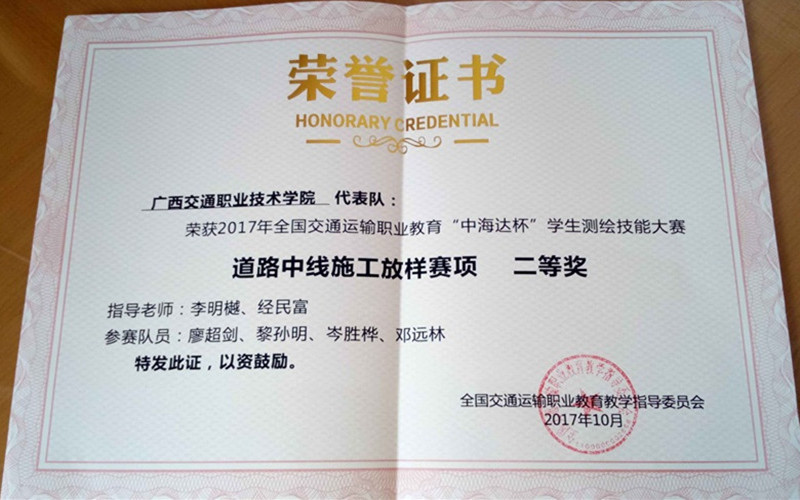 荣誉证书
HONORARY CREDENTIAL
广西交通职业技术学院 代表队：
荣获2017年全国交通运输职业教育“中海达杯”学生测绘技能大赛
道路中线施工放样赛项 二等奖
指导老师：李明樾、经民富
参赛队员：廖超剑、黎孙明、岑胜桦、邓远林
特发此证，以资鼓励。
全国交通运输职业教育教学指导委员会
2017年10月